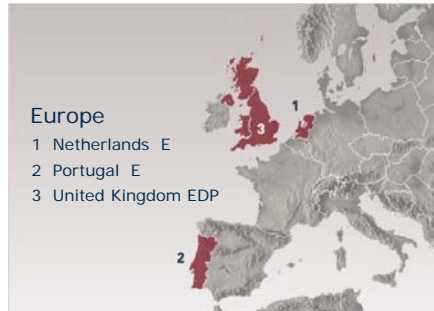 Europe
1 Netherlands E
2 Portugal E
3 United Kingdom EDP
1
3
2